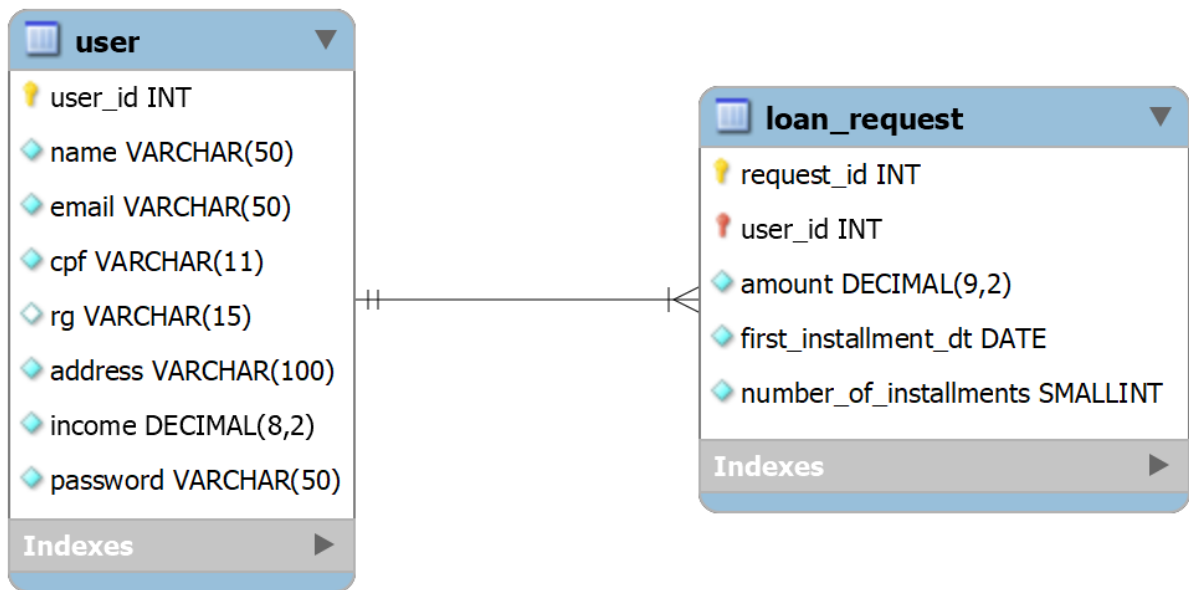 user
user_id INT
name VARCHAR(50)
email VARCHAR(50)
cpf VARCHAR(11)
rg VARCHAR(15)
address VARCHAR(100)
income DECIMAL(8,2)
password VARCHAR(50)
Indexes
loan_request
request_id INT
user_id INT
amount DECIMAL(9,2)
first_installment_dt DATE
number_of_installments SMALLINT
Indexes